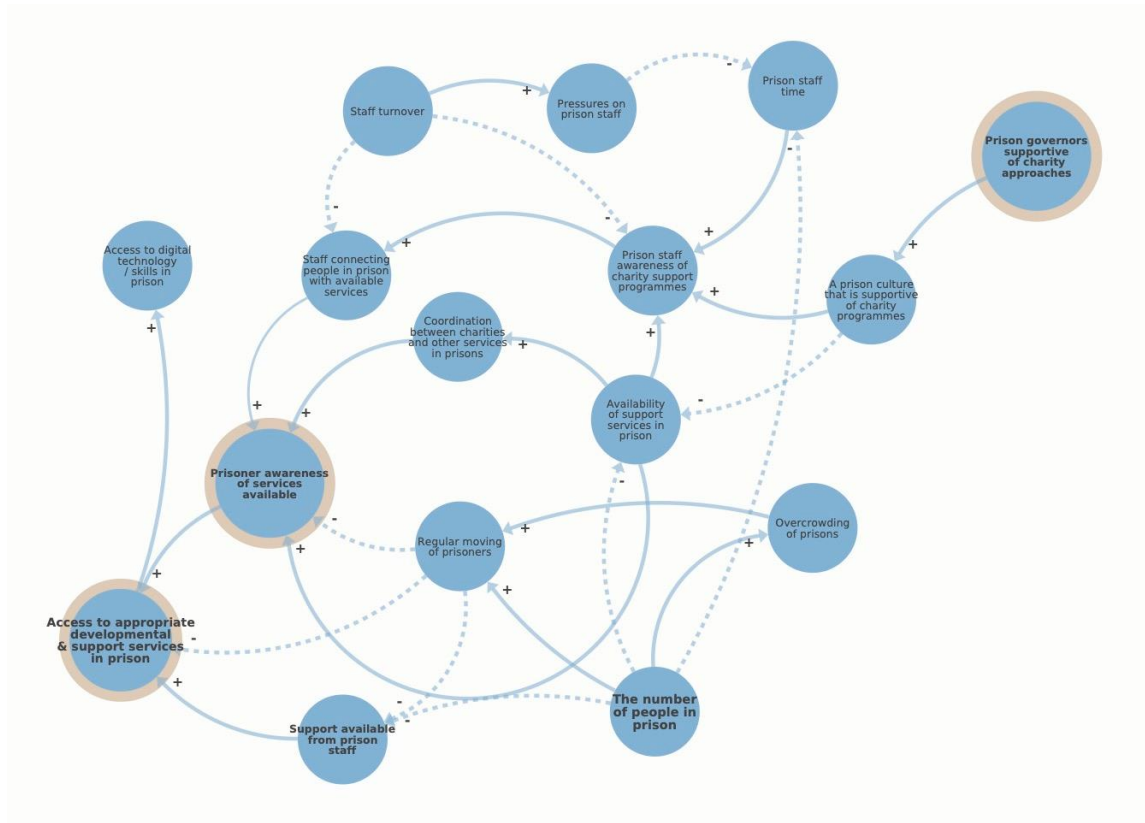 Staff turnover
+
Pressures on
prison staff
-
Prison staff
time
-
Prison governors
supportive
of charity
approaches
+
-
-
+
+
Access to digital
technology
/ skills in
prison
+
Staff connecting
people in prison
with available
services
Prison staff
awareness of
charity support
programmes
+
A prison culture
that is supportive
of charity
programmes
Coordination
between charities
and other services
in prisons
+
+
-
+
+
Availability
of support
services in
prison
Prisoner awareness
of services
available
-
-
+
Regular moving
of prisoners
+
Overcrowding
of prisons
+
+
+
Access to appropriate
developmental
& support services
in prison
-
+
Support available
from prison
staff
-
-
The number
of people in
prison